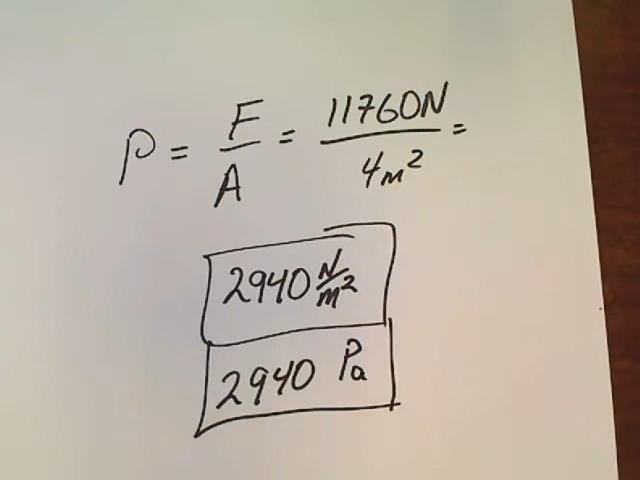 P = F/A = 11760N/4m² =
2940 N/m²
2940 Pa